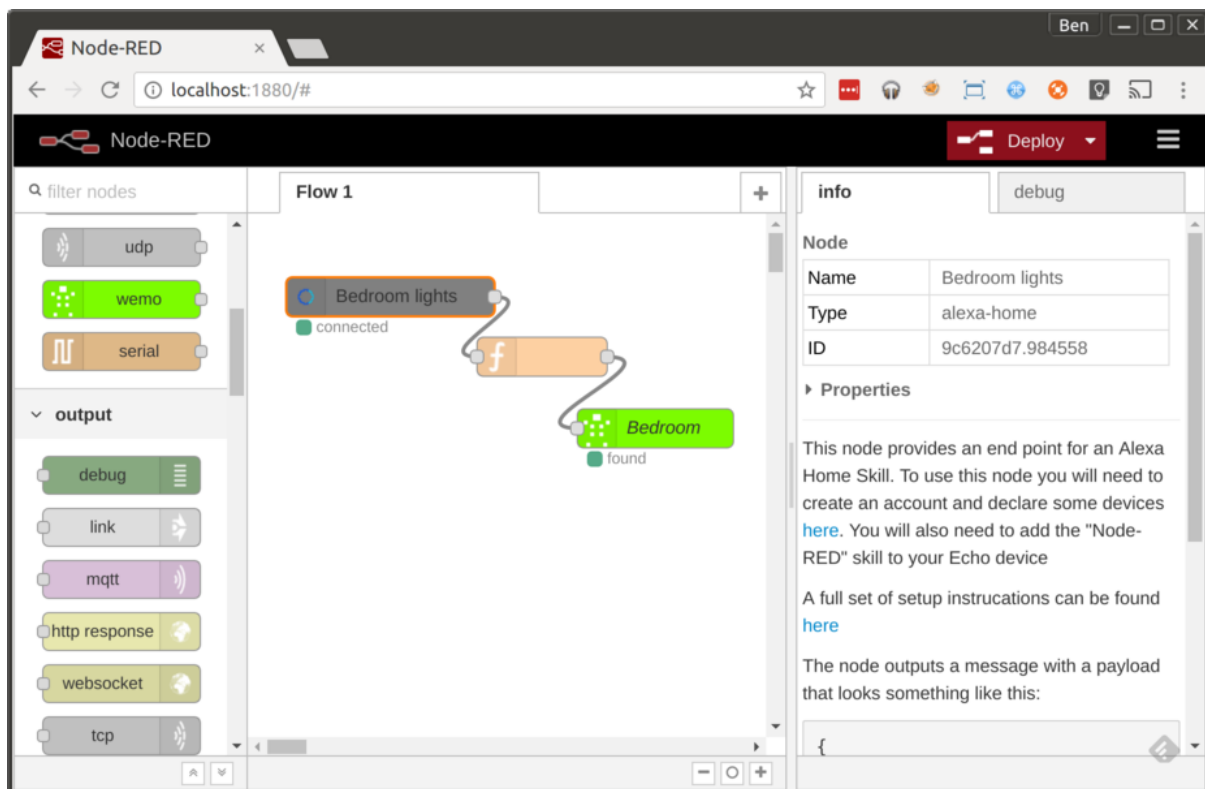 Ben
Node-RED
localhost:1880/#
Node-RED
Deploy
filter nodes
udp
wemo
serial
output
debug
link
mqtt
http response
websocket
tcp
Flow 1
Bedroom lights
connected
f
Bedroom
found
info
debug
Node
Name Bedroom lights
Type alexa-home
ID 9c6207d7.984558
Properties
This node provides an end point for an Alexa
Home Skill. To use this node you will need to
create an account and declare some devices
here. You will also need to add the "Node-
RED" skill to your Echo device
A full set of setup instrucations can be found
here
The node outputs a message with a payload
that looks something like this:
{